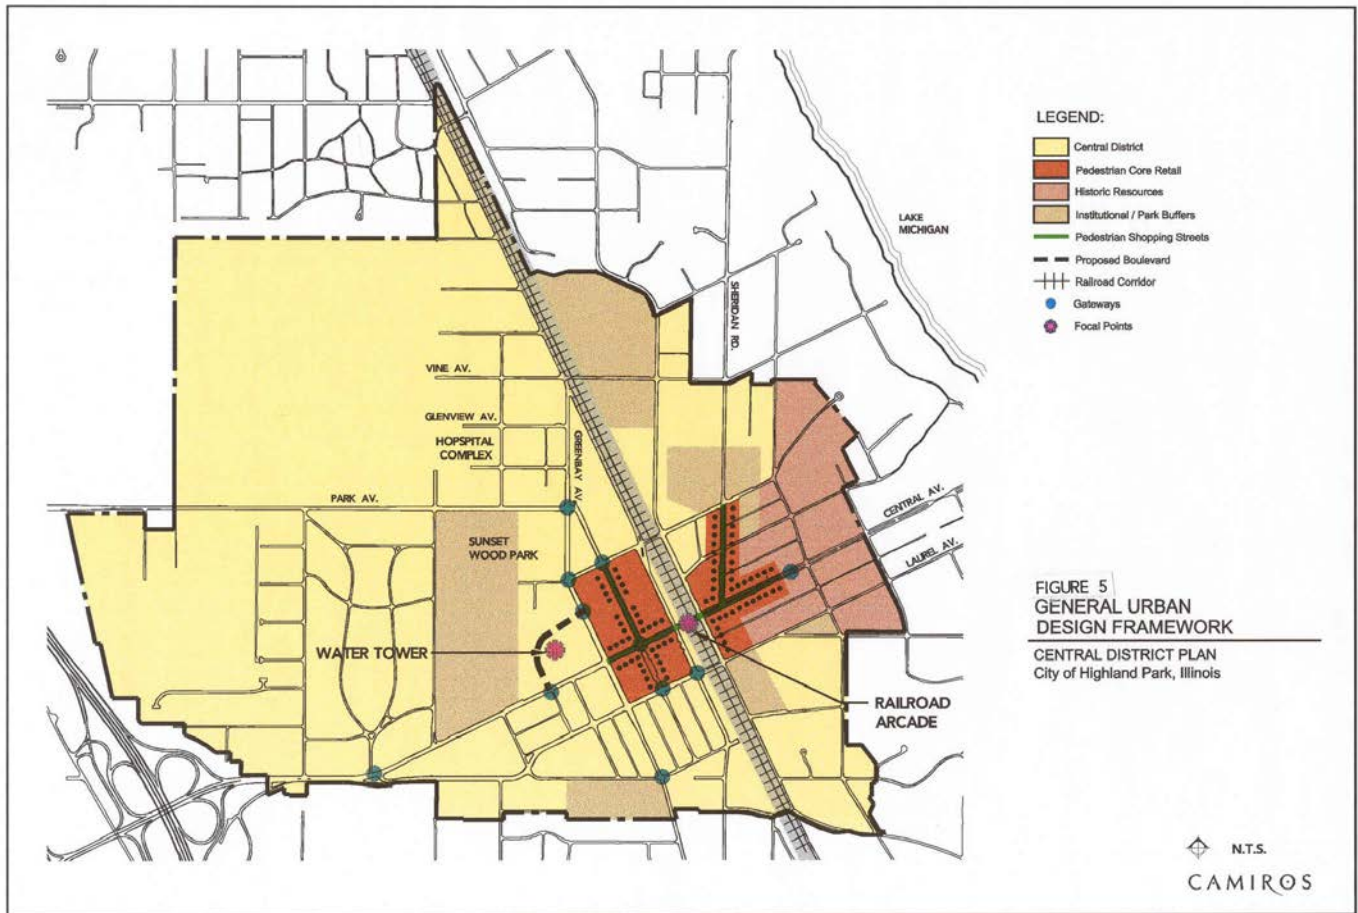 LEGEND:
Central District
Pedestrian Core Retail
Historic Resources
Institutional / Park Buffers
Pedestrian Shopping Streets
Proposed Boulevard
Railroad Corridor
Gateways
Focal Points
LAKE
MICHIGAN
SHERIDAN RD.
VINE AV.
GLENVIEW AV.
HOPSPITAL
COMPLEX
GREENBAY AV.
PARK AV.
SUNSET
WOOD PARK
CENTRAL AV.
LAUREL AV.
WATER TOWER
RAILROAD
ARCADE
FIGURE 5
GENERAL URBAN
DESIGN FRAMEWORK
CENTRAL DISTRICT PLAN
City of Highland Park, Illinois
N.T.S.
CAMIROS